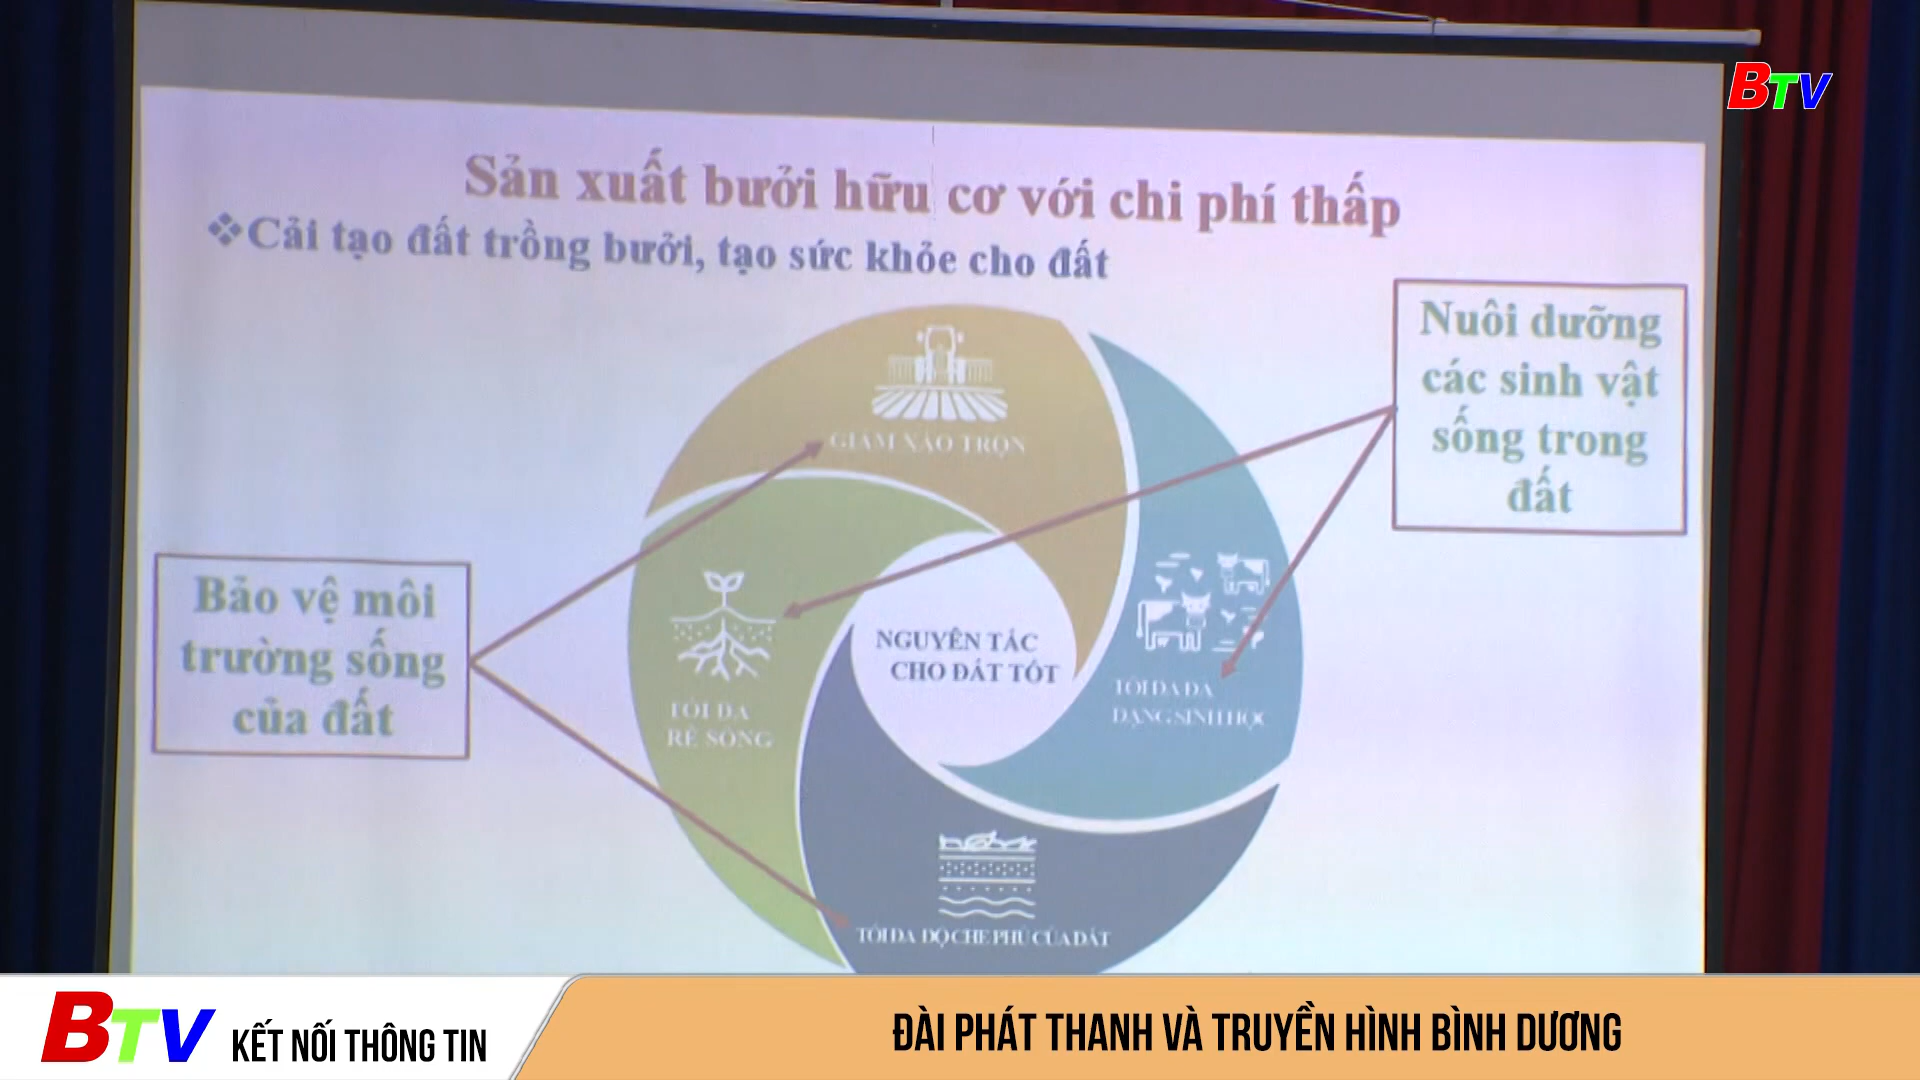 BTV
Sản xuất bưởi hữu cơ với chi phí thấp
❖Cải tạo đất trồng bưởi, tạo sức khỏe cho đất
Nuôi dưỡng
các sinh vật
sống trong
đất
GIẢM XÁO TRỘN
Bảo vệ môi
trường sống
của đất
NGUYÊN TẮC
CHO ĐẤT TỐT
TỐI ĐA ĐA
DẠNG SINH HỌC
TỐI ĐA
RỄ SỐNG
TỐI ĐA ĐỘ CHE PHỦ CỦA ĐẤT
BTV KẾT NỐI THÔNG TIN
ĐÀI PHÁT THANH VÀ TRUYỀN HÌNH BÌNH DƯƠNG